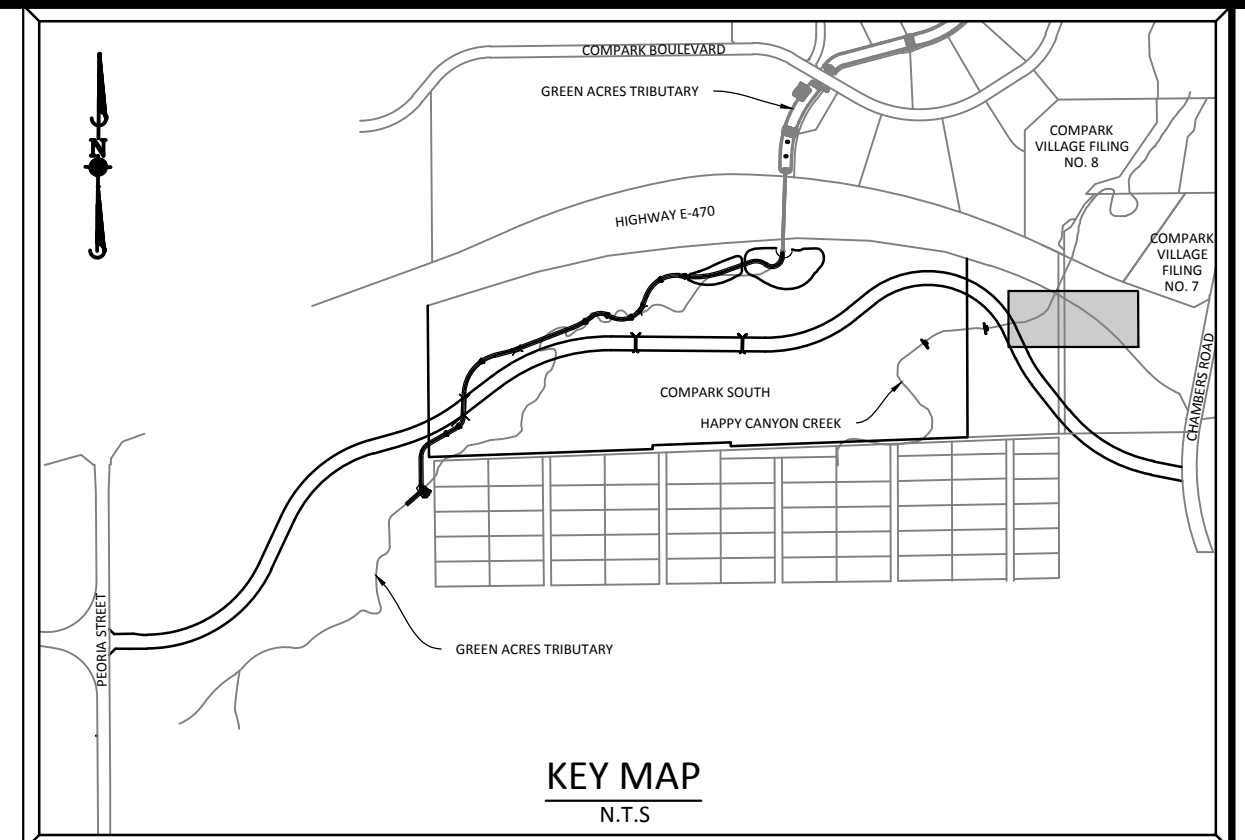 COMPARK BOULEVARD
GREEN ACRES TRIBUTARY
COMPARK
VILLAGE FILING
NO. 8
N
HIGHWAY E-470
COMPARK
VILLAGE
FILING
NO. 7
CHAMBERS ROAD
COMPARK SOUTH
HAPPY CANYON CREEK
PEORIA STREET
GREEN ACRES TRIBUTARY
KEY MAP
N.T.S